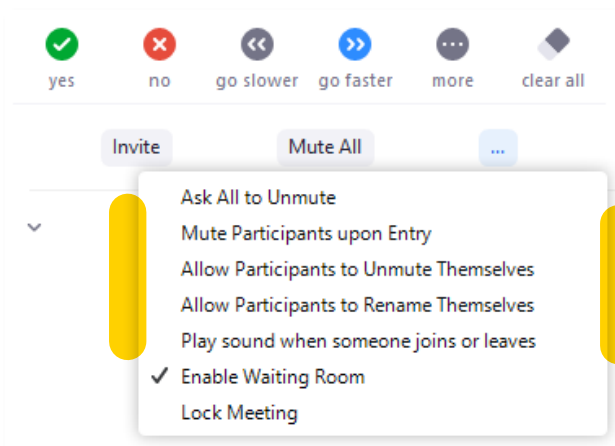 yes no go slower go faster more clear all
Invite Mute All ...
Ask All to Unmute
Mute Participants upon Entry
Allow Participants to Unmute Themselves
Allow Participants to Rename Themselves
Play sound when someone joins or leaves
Enable Waiting Room
Lock Meeting